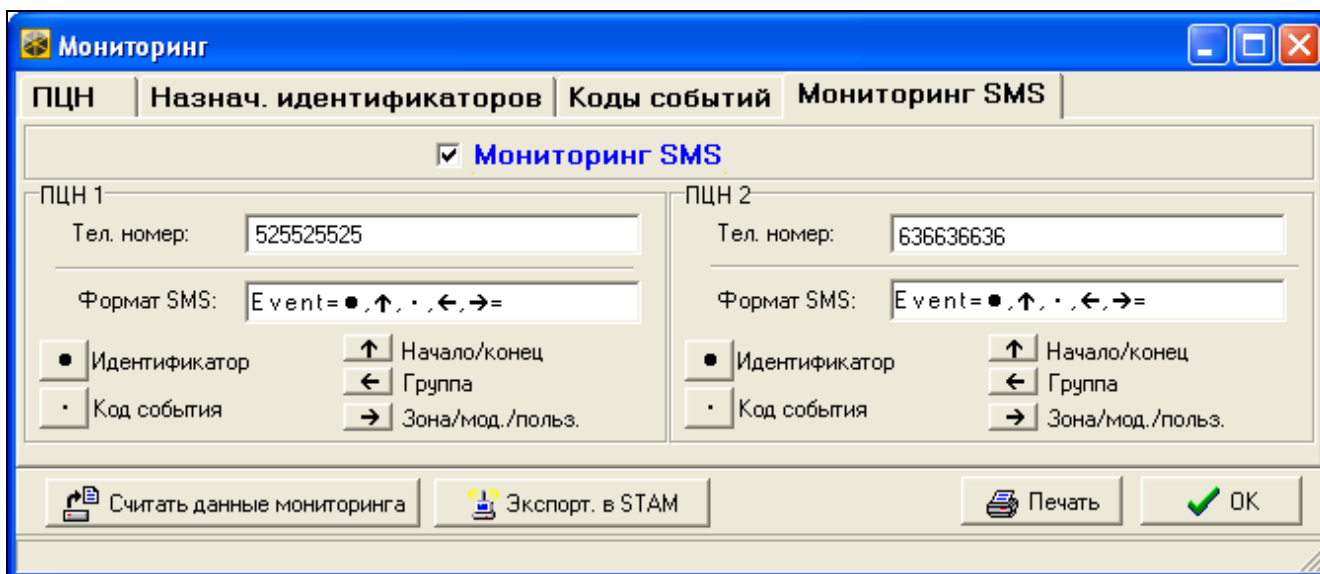 Мониторинг
ПЦН Назнач. идентификаторов Коды событий Мониторинг SMS
Мониторинг SMS
ПЦН 1
Тел. номер: 525525525
Формат SMS: Event=●,↑,·,←,→=
● Идентификатор
· Код события
↑ Начало/конец
← Группа
→ Зона/мод./польз.
ПЦН 2
Тел. номер: 636636636
Формат SMS: Event=●,↑,·,←,→=
● Идентификатор
· Код события
↑ Начало/конец
← Группа
→ Зона/мод./польз.
Считать данные мониторинга Экспорт. в STAM Печать OK